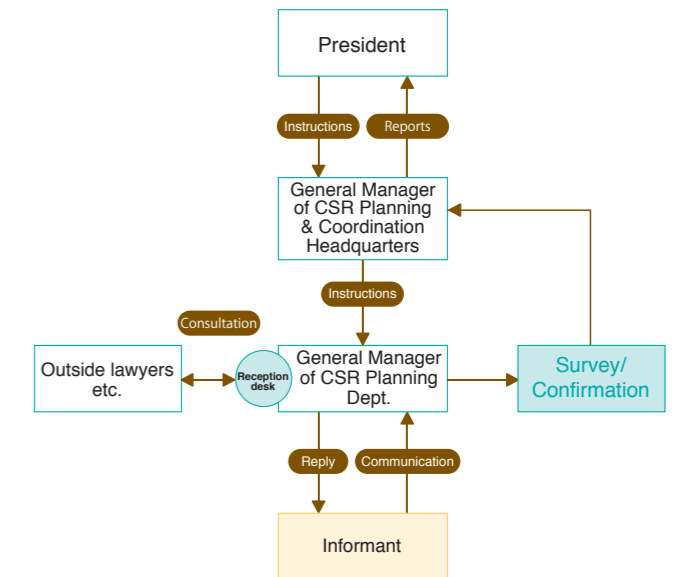 President
Instructions
Reports
General Manager
of CSR Planning
& Coordination
Headquarters
Instructions
Consultation
Outside lawyers
etc.
Reception
desk
General Manager
of CSR Planning
Dept.
Survey/
Confirmation
Reply
Communication
Informant